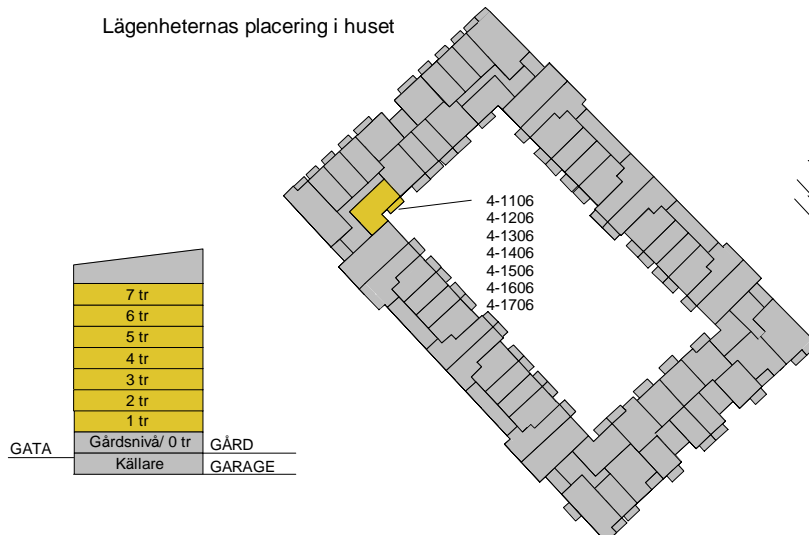 Lägenheternas placering i huset
4-1106
4-1206
4-1306
4-1406
4-1506
4-1606
4-1706
7 tr
6 tr
5 tr
4 tr
3 tr
2 tr
1 tr
Gårdsnivå/ 0 tr
GATA
GÅRD
Källare
GARAGE